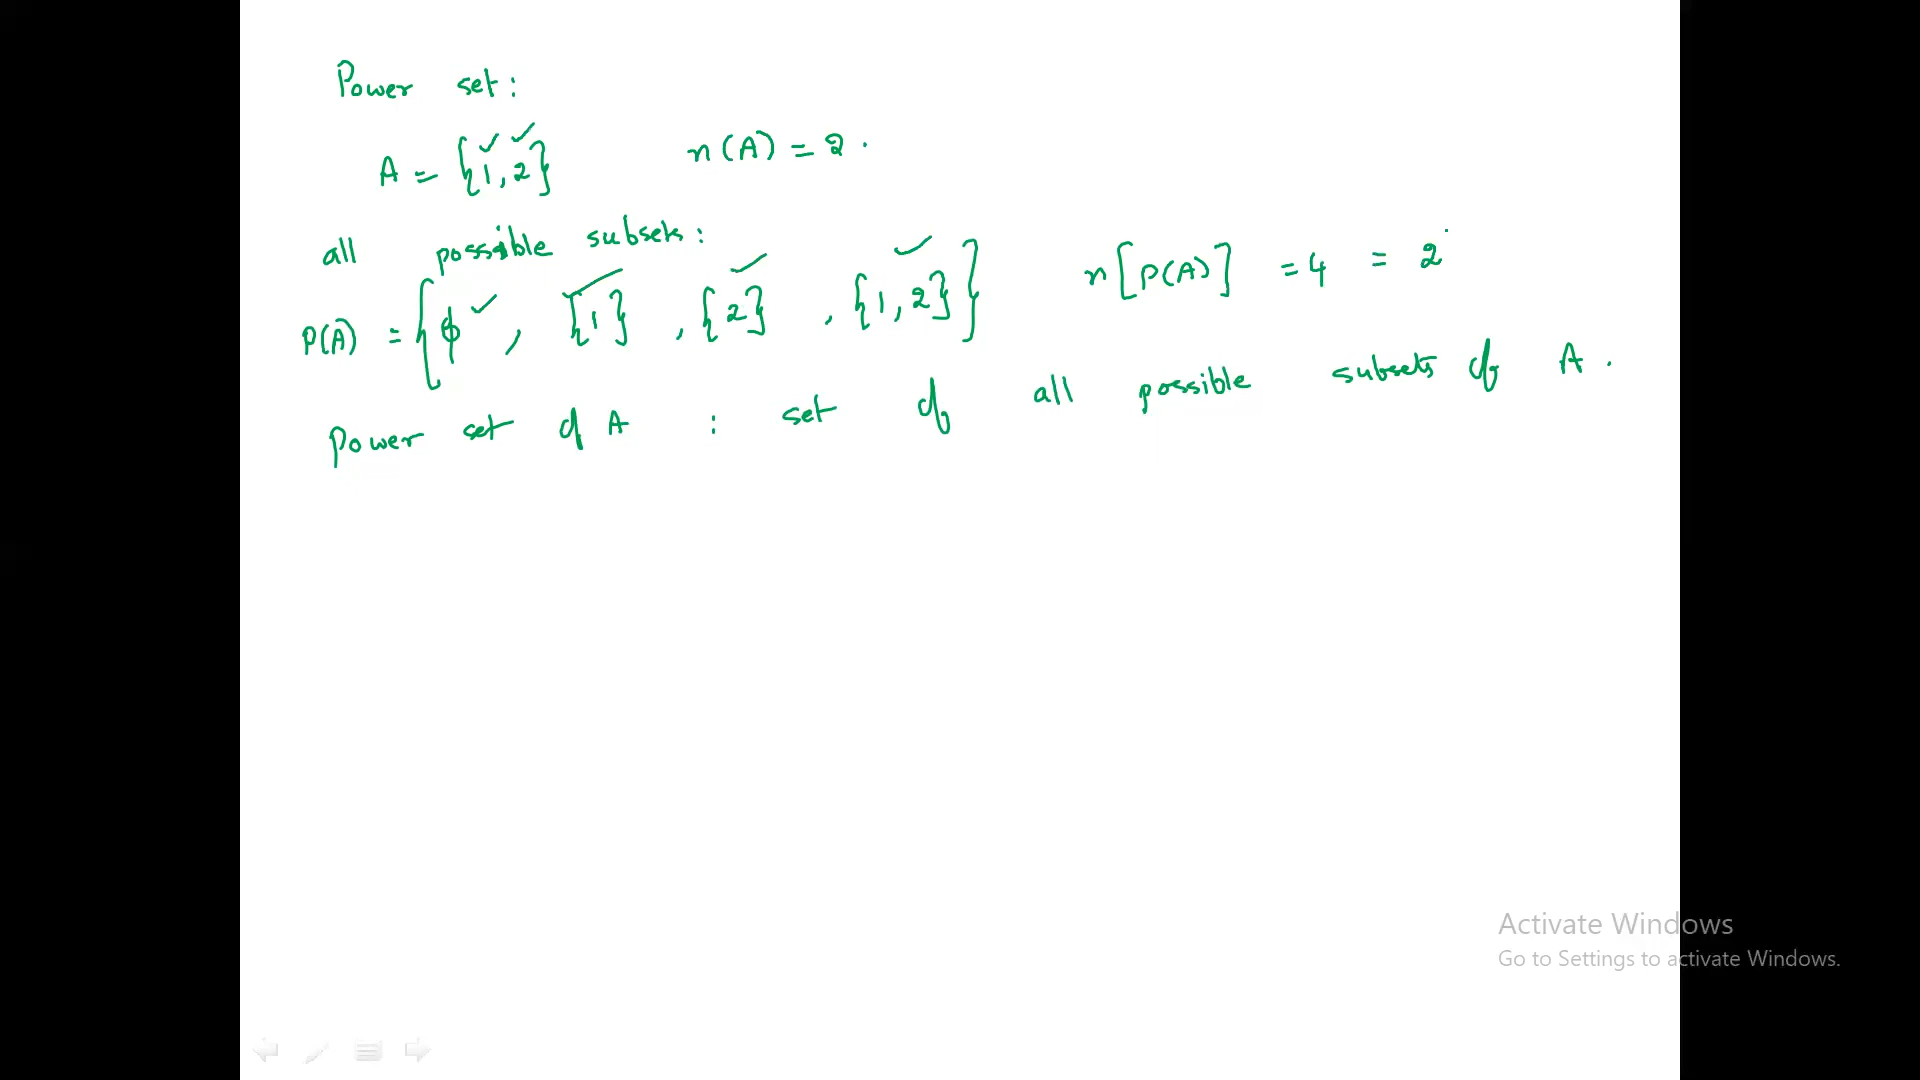 Power set:
A = {1, 2} n(A) = 2.
all possible subsets:
P(A) = {ϕ, {1}, {2}, {1, 2}} n[P(A)] = 4 = 2
Power set of A : set of all possible subsets of A.
Activate Windows
Go to Settings to activate Windows.